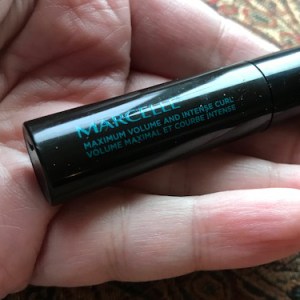 MARCELLE
MAXIMUM VOLUME AND INTENSE CURL
VOLUME MAXIMAL ET COURBE INTENSE